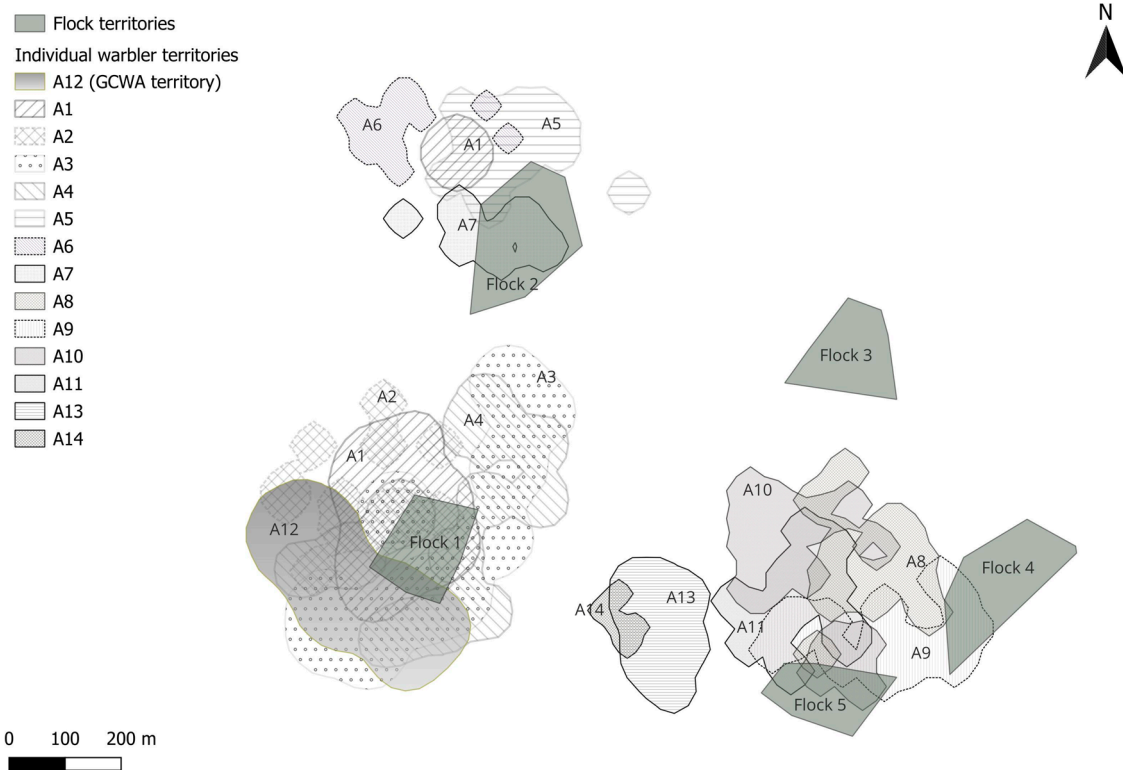 Flock territories
Individual warbler territories
A12 (GCWA territory)
A1
A2
A3
A4
A5
A6
A7
A8
A9
A10
A11
A13
A14
N
A6
A1
A5
A7
Flock 2
Flock 3
A3
A2
A4
A1
A12
Flock 1
A10
A8
Flock 4
A14
A13
A11
A9
Flock 5
0 100 200 m